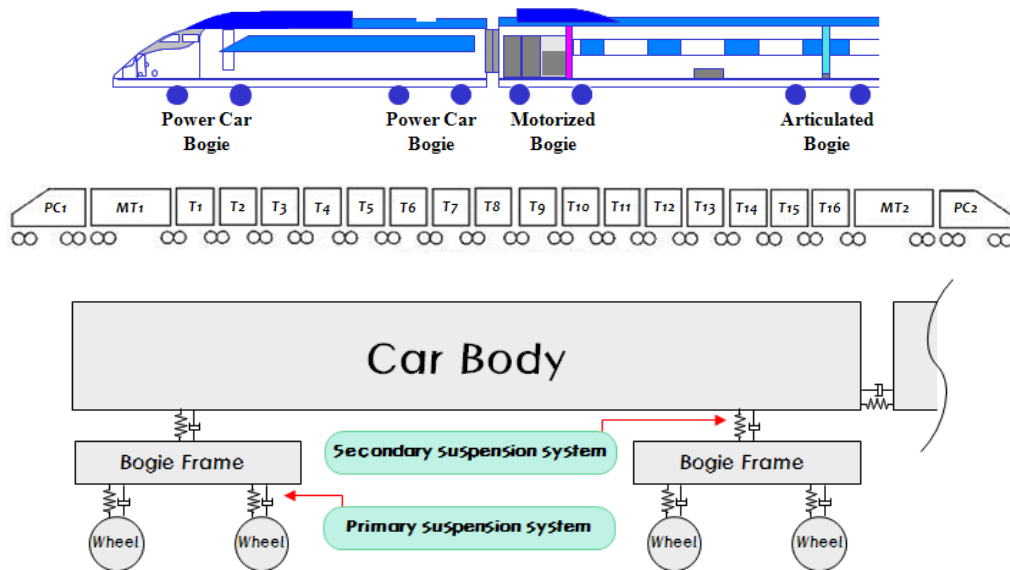 Power Car
Bogie
Power Car
Bogie
Motorized
Bogie
Articulated
Bogie
PC1 MT1 T1 T2 T3 T4 T5 T6 T7 T8 T9 T10 T11 T12 T13 T14 T15 T16 MT2 PC2
Car Body
Secondary suspension system
Bogie Frame
Bogie Frame
Primary suspension system
Wheel
Wheel
Wheel
Wheel